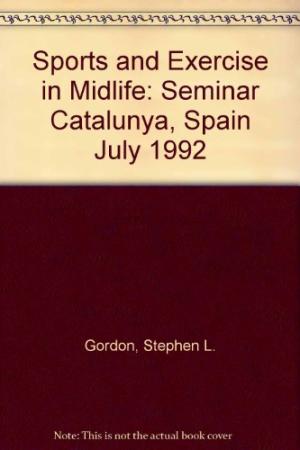 Sports and Exercise
in Midlife: Seminar
Catalunya, Spain
July 1992
Gordon, Stephen L.
Note: This is not the actual book cover